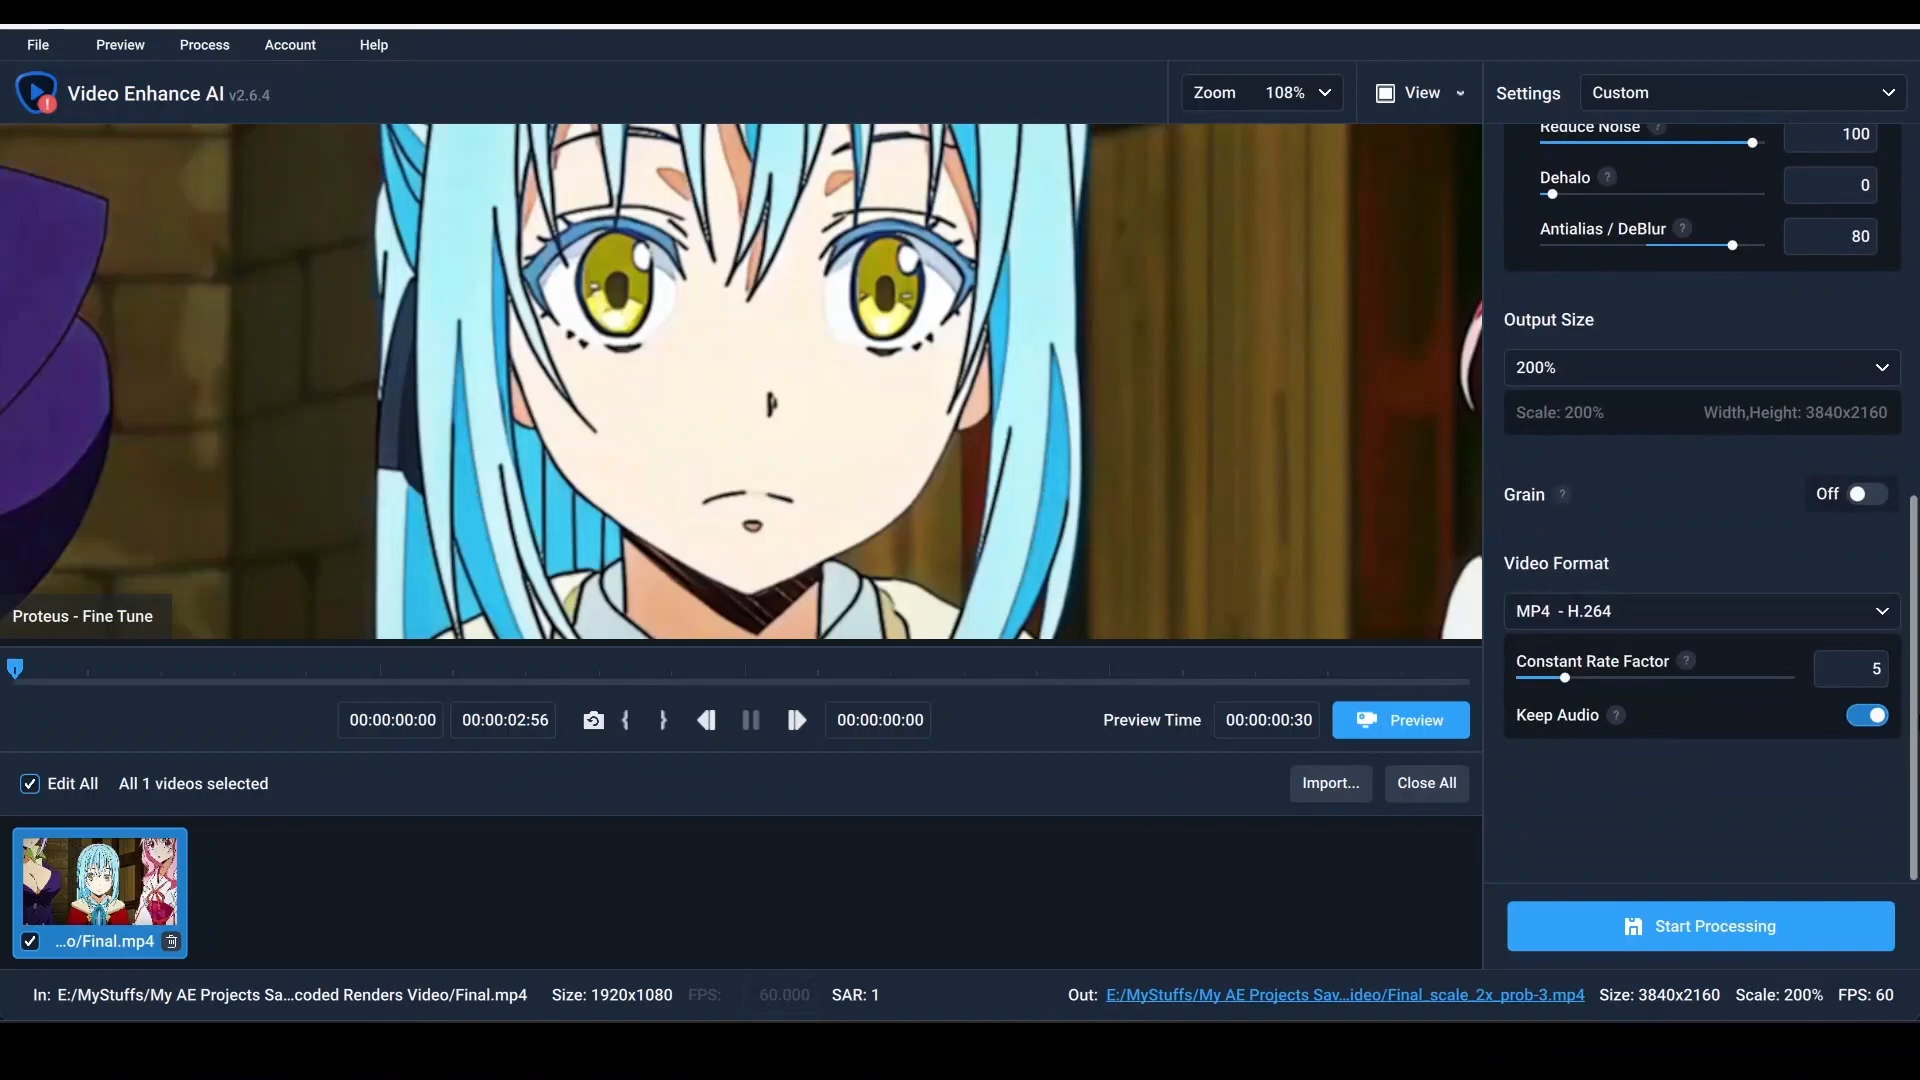 File Preview Process Account Help
Video Enhance AI v2.6.4
Zoom 108% View Settings Custom
Reduce Noise ? 100
Dehalo ? 0
Antialias / DeBlur ? 80
Output Size
200%
Scale: 200% Width,Height: 3840x2160
Grain ? Off
Video Format
MP4 - H.264
Constant Rate Factor ? 5
Keep Audio ?
Proteus - Fine Tune
00:00:00:00 00:00:02:56 00:00:00:00 Preview Time 00:00:00:30 Preview
Edit All All 1 videos selected Import... Close All
...o/Final.mp4
Start Processing
In: E:/MyStuffs/My AE Projects Sa...coded Renders Video/Final.mp4 Size: 1920x1080 FPS: 60.000 SAR: 1 Out: E:/MyStuffs/My AE Projects Sav...ideo/Final_scale_2x_prob-3.mp4 Size: 3840x2160 Scale: 200% FPS: 60